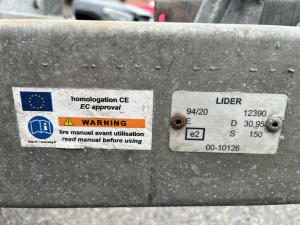 homologation CE
EC approval
WARNING
lire manuel avant utilisation
read manual before using
LIDER
94/20 12390
E D 30,95
e2 S 150
00-10126